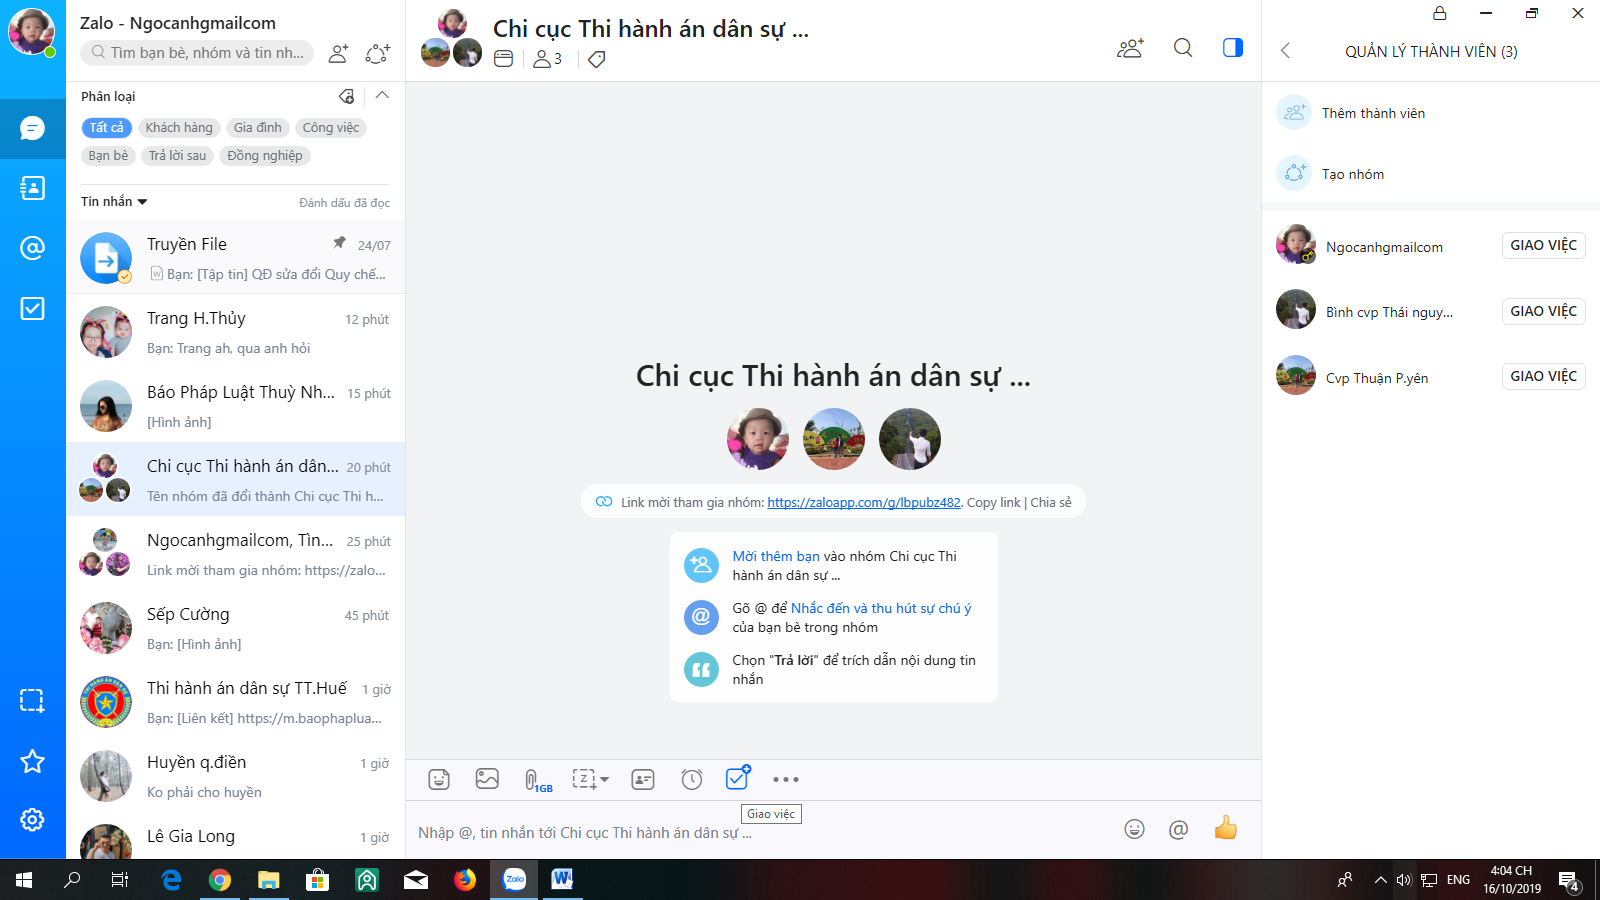 Zalo - Ngocanhgmailcom
Tìm bạn bè, nhóm và tin nh...
Phân loại
Tất cả
Khách hàng
Gia đình
Công việc
Bạn bè
Trả lời sau
Đồng nghiệp
Tin nhắn
Đánh dấu đã đọc
Truyền File
24/07
Bạn: [Tập tin] QĐ sửa đổi Quy chế...
Trang H.Thủy
12 phút
Bạn: Trang ah, qua anh hỏi
Báo Pháp Luật Thuỳ Nh...
15 phút
[Hình ảnh]
Chi cục Thi hành án dân...
20 phút
Tên nhóm đã đổi thành Chi cục Thi h...
Ngocanhgmailcom, Tìn...
25 phút
Link mời tham gia nhóm: https://zalo...
Sếp Cường
45 phút
Bạn: [Hình ảnh]
Thi hành án dân sự TT.Huế
1 giờ
Bạn: [Liên kết] https://m.baophaplua...
Huyền q.điền
1 giờ
Ko phải cho huyền
Lê Gia Long
1 giờ
Chi cục Thi hành án dân sự ...
3
Chi cục Thi hành án dân sự ...
Link mời tham gia nhóm: https://zaloapp.com/g/lbpubz482. Copy link | Chia sẻ
Mời thêm bạn vào nhóm Chi cục Thi
hành án dân sự ...
@
Gõ @ để Nhắc đến và thu hút sự chú ý
của bạn bè trong nhóm
Chọn "Trả lời" để trích dẫn nội dung tin
nhắn
1GB
Z
Giao việc
Nhập @, tin nhắn tới Chi cục Thi hành án dân sự ...
@
QUẢN LÝ THÀNH VIÊN (3)
Thêm thành viên
Tạo nhóm
Ngocanhgmailcom
GIAO VIỆC
Bình cvp Thái nguy...
GIAO VIỆC
Cvp Thuận P.yên
GIAO VIỆC
Zalo
W
ENG
4:04 CH
16/10/2019
4